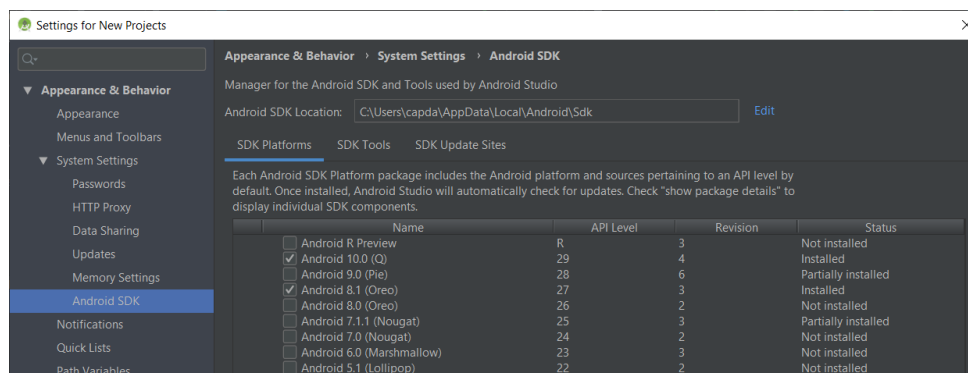 Settings for New Projects
Appearance & Behavior › System Settings › Android SDK
Manager for the Android SDK and Tools used by Android Studio
Android SDK Location: C:\Users\capda\AppData\Local\Android\Sdk Edit
SDK Platforms SDK Tools SDK Update Sites
Each Android SDK Platform package includes the Android platform and sources pertaining to an API level by
default. Once installed, Android Studio will automatically check for updates. Check "show package details" to
display individual SDK components.
Name API Level Revision Status
Android R Preview R 3 Not installed
Android 10.0 (Q) 29 4 Installed
Android 9.0 (Pie) 28 6 Partially installed
Android 8.1 (Oreo) 27 3 Installed
Android 8.0 (Oreo) 26 2 Not installed
Android 7.1.1 (Nougat) 25 3 Partially installed
Android 7.0 (Nougat) 24 2 Not installed
Android 6.0 (Marshmallow) 23 3 Not installed
Android 5.1 (Lollipop) 22 2 Not installed
Appearance & Behavior
Appearance
Menus and Toolbars
System Settings
Passwords
HTTP Proxy
Data Sharing
Updates
Memory Settings
Android SDK
Notifications
Quick Lists
Path Variables